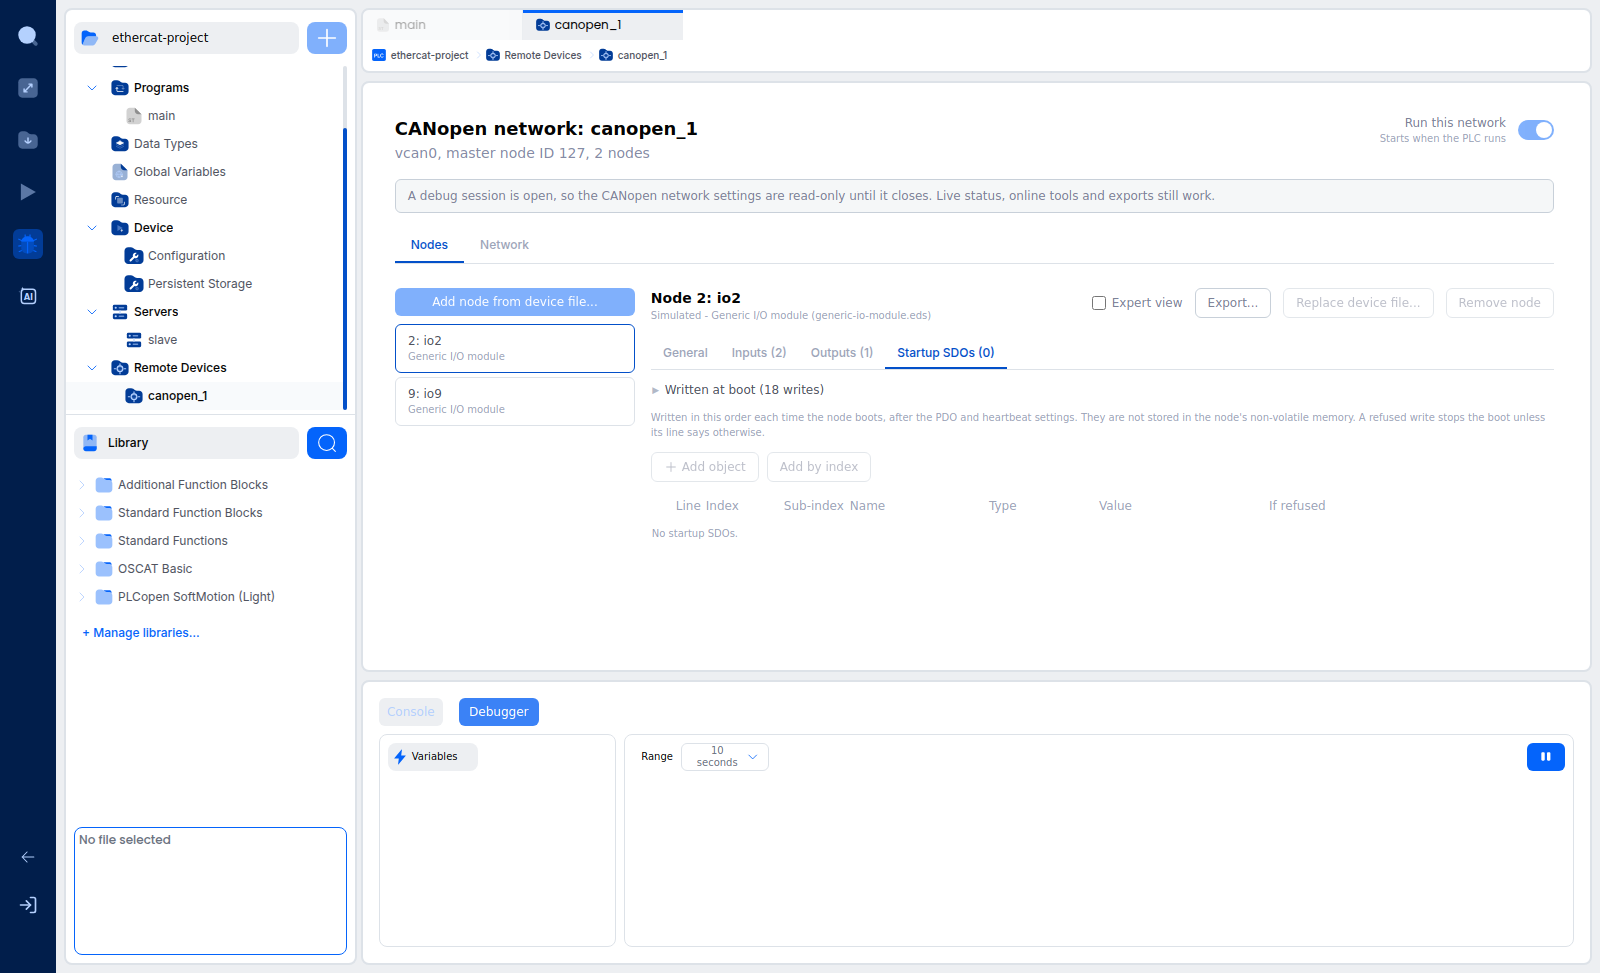 ethercat-project
Programs
main
Data Types
Global Variables
Resource
Device
Configuration
Persistent Storage
Servers
slave
Remote Devices
canopen_1
Library
Additional Function Blocks
Standard Function Blocks
Standard Functions
OSCAT Basic
PLCopen SoftMotion (Light)
+ Manage libraries...
No file selected
AI
main
canopen_1
PLC ethercat-project Remote Devices canopen_1
CANopen network: canopen_1
vcan0, master node ID 127, 2 nodes
Run this network
Starts when the PLC runs
A debug session is open, so the CANopen network settings are read-only until it closes. Live status, online tools and exports still work.
Nodes Network
Add node from device file...
2: io2
Generic I/O module
9: io9
Generic I/O module
Node 2: io2
Simulated - Generic I/O module (generic-io-module.eds)
Expert view Export... Replace device file... Remove node
General Inputs (2) Outputs (1) Startup SDOs (0)
Written at boot (18 writes)
Written in this order each time the node boots, after the PDO and heartbeat settings. They are not stored in the node's non-volatile memory. A refused write stops the boot unless
its line says otherwise.
+ Add object Add by index
Line Index Sub-index Name Type Value If refused
No startup SDOs.
Console Debugger
Variables
Range 10
seconds